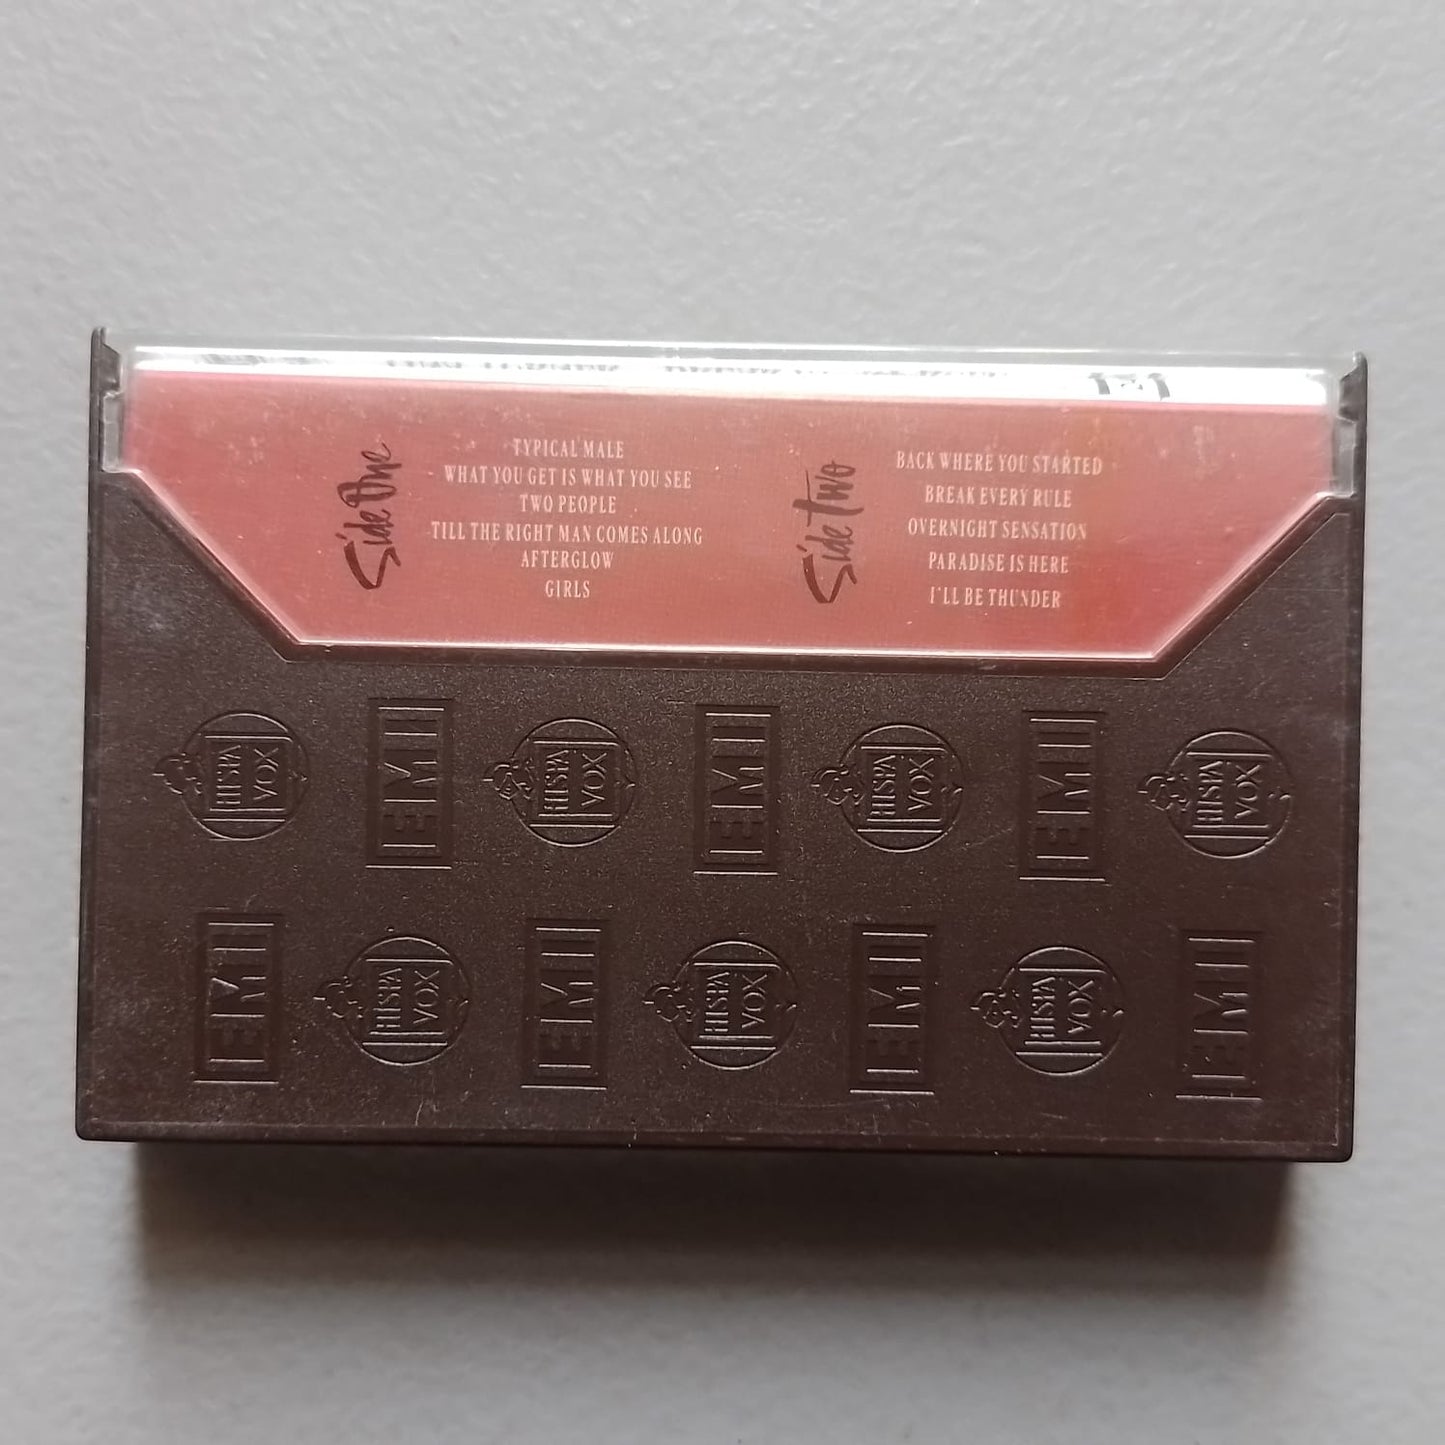 Side One
TYPICAL MALE
WHAT YOU GET IS WHAT YOU SEE
TWO PEOPLE
TILL THE RIGHT MAN COMES ALONG
AFTERGLOW
GIRLS
Side Two
BACK WHERE YOU STARTED
BREAK EVERY RULE
OVERNIGHT SENSATION
PARADISE IS HERE
I'LL BE THUNDER
HISPA
VOX
EMI
HISPA
VOX
EMI
HISPA
VOX
EMI
HISPA
VOX
EMI
HISPA
VOX
EMI
HISPA
VOX
EMI
HISPA
VOX
EMI